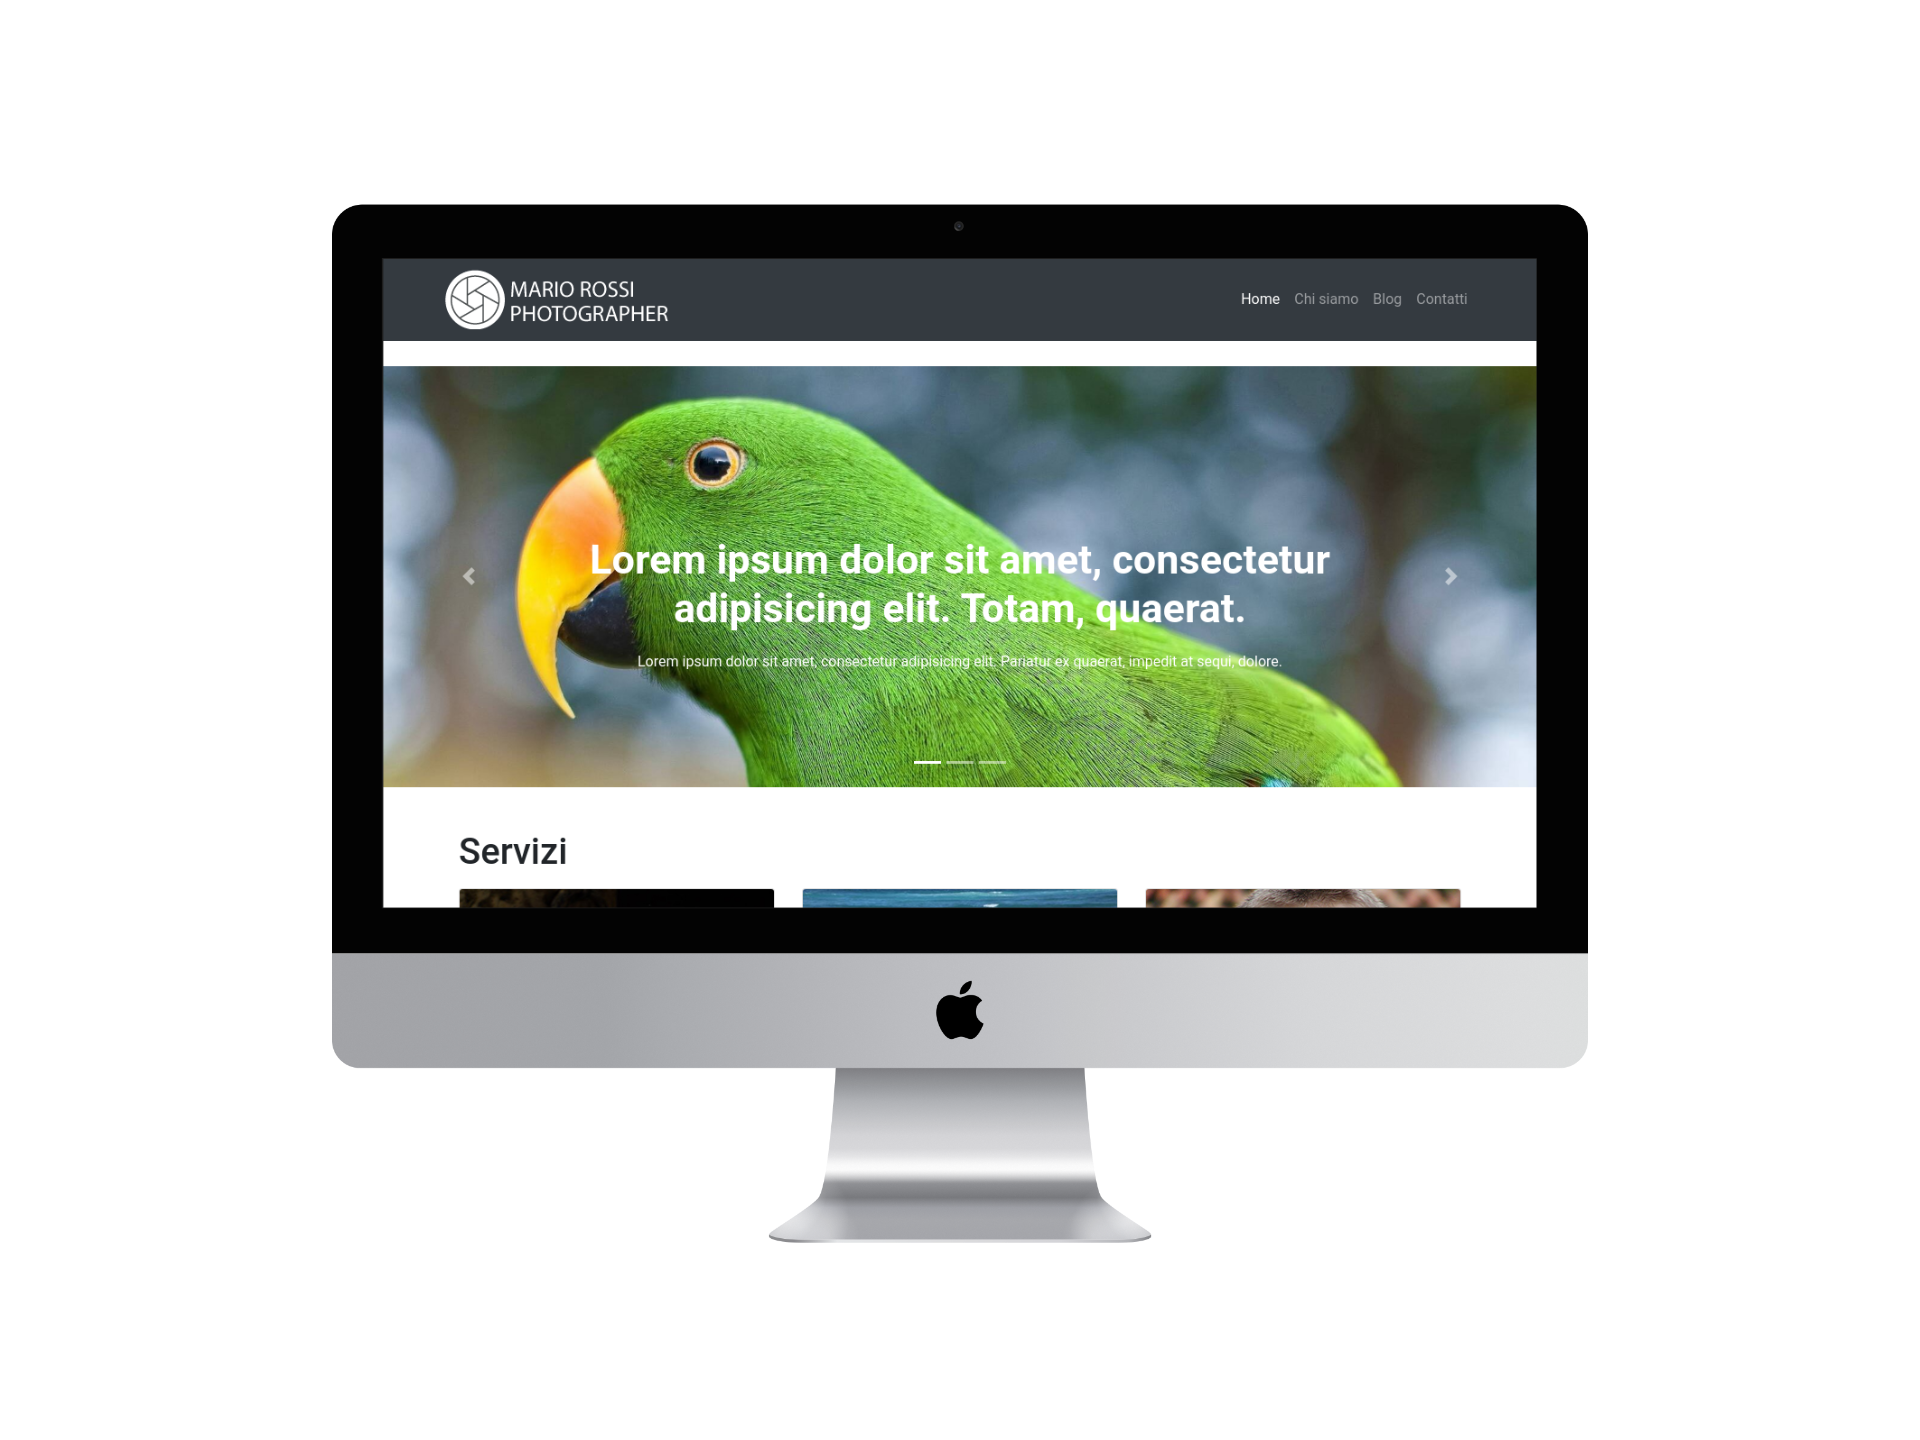 MARIO ROSSI
PHOTOGRAPHER
Home Chi siamo Blog Contatti
Lorem ipsum dolor sit amet, consectetur
adipisicing elit. Totam, quaerat.
Lorem ipsum dolor sit amet, consectetur adipisicing elit. Pariatur ex quaerat, impedit at sequi, dolore.
Servizi